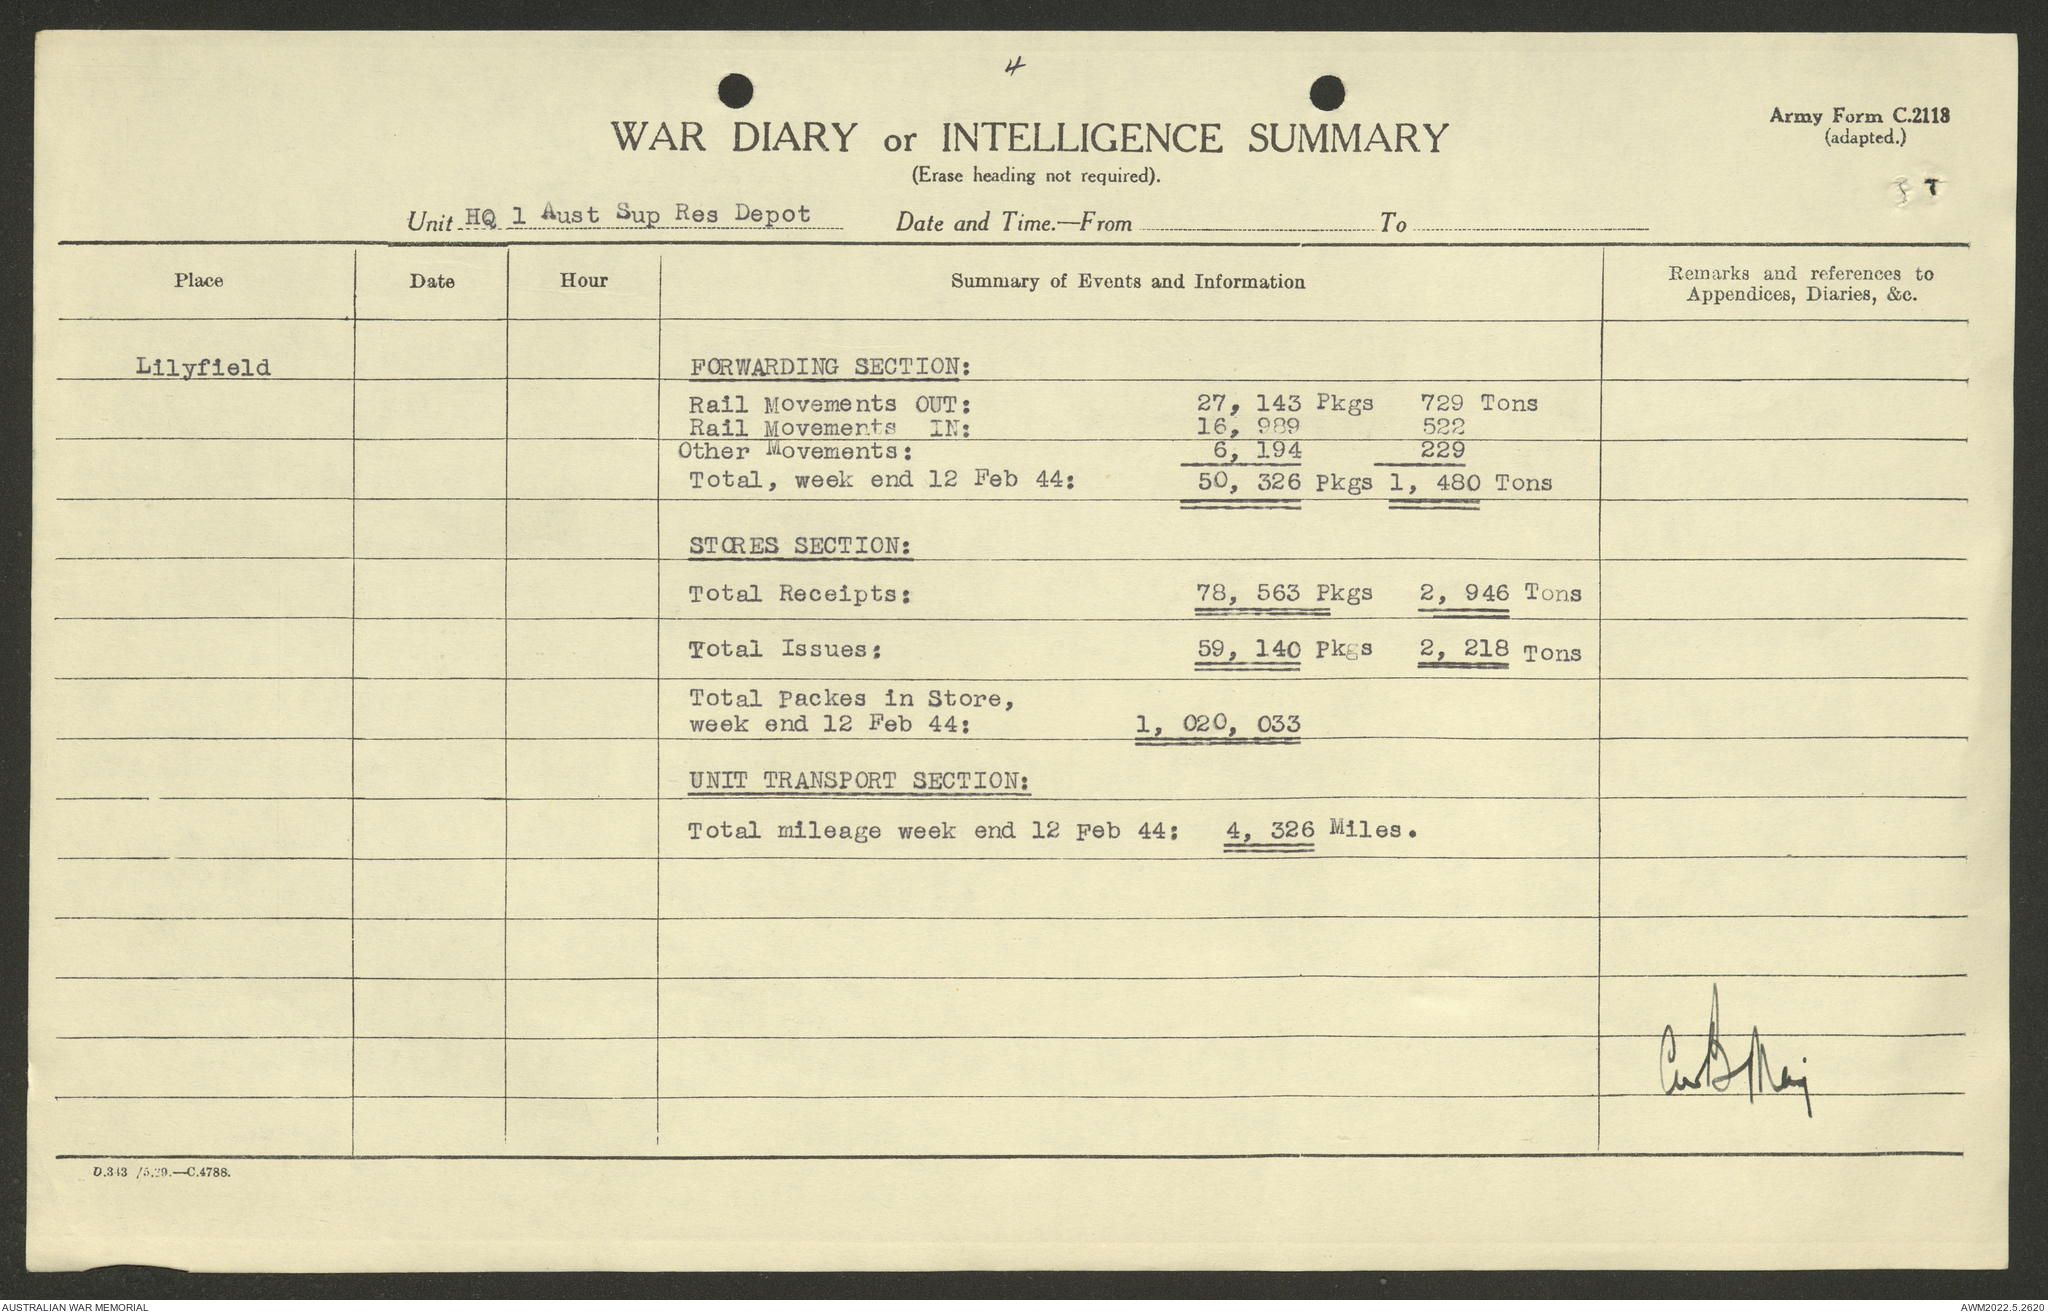 4
Army Form C.2118
(adapted.)
WAR DIARY or INTELLIGENCE SUMMARY
(Erase heading not required).
Unit HQ 1 Aust Sup Res Depot Date and Time.—From To
Place Date Hour Summary of Events and Information Remarks and references to
Appendices, Diaries, &c.
Lilyfield FORWARDING SECTION:
Rail Movements OUT: 27, 143 Pkgs 729 Tons
Rail Movements IN: 16, 989 522
Other Movements: 6, 194 229
Total, week end 12 Feb 44: 50, 326 Pkgs 1, 480 Tons
STORES SECTION:
Total Receipts: 78, 563 Pkgs 2, 946 Tons
Total Issues: 59, 140 Pkgs 2, 218 Tons
Total Packes in Store,
week end 12 Feb 44: 1, 020, 033
UNIT TRANSPORT SECTION:
Total mileage week end 12 Feb 44: 4, 326 Miles.
Maj
D.343 /5.39.—C.4788.
AUSTRALIAN WAR MEMORIAL
AWM2022.5.2620